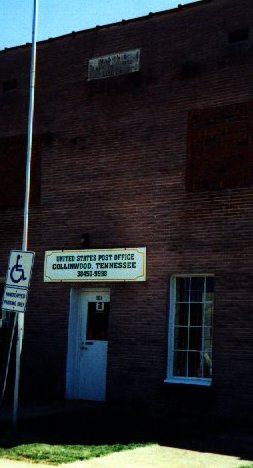 UNITED STATES POST OFFICE
COLLINWOOD, TENNESSEE
38450-9998
HANDICAPPED
PARKING ONLY